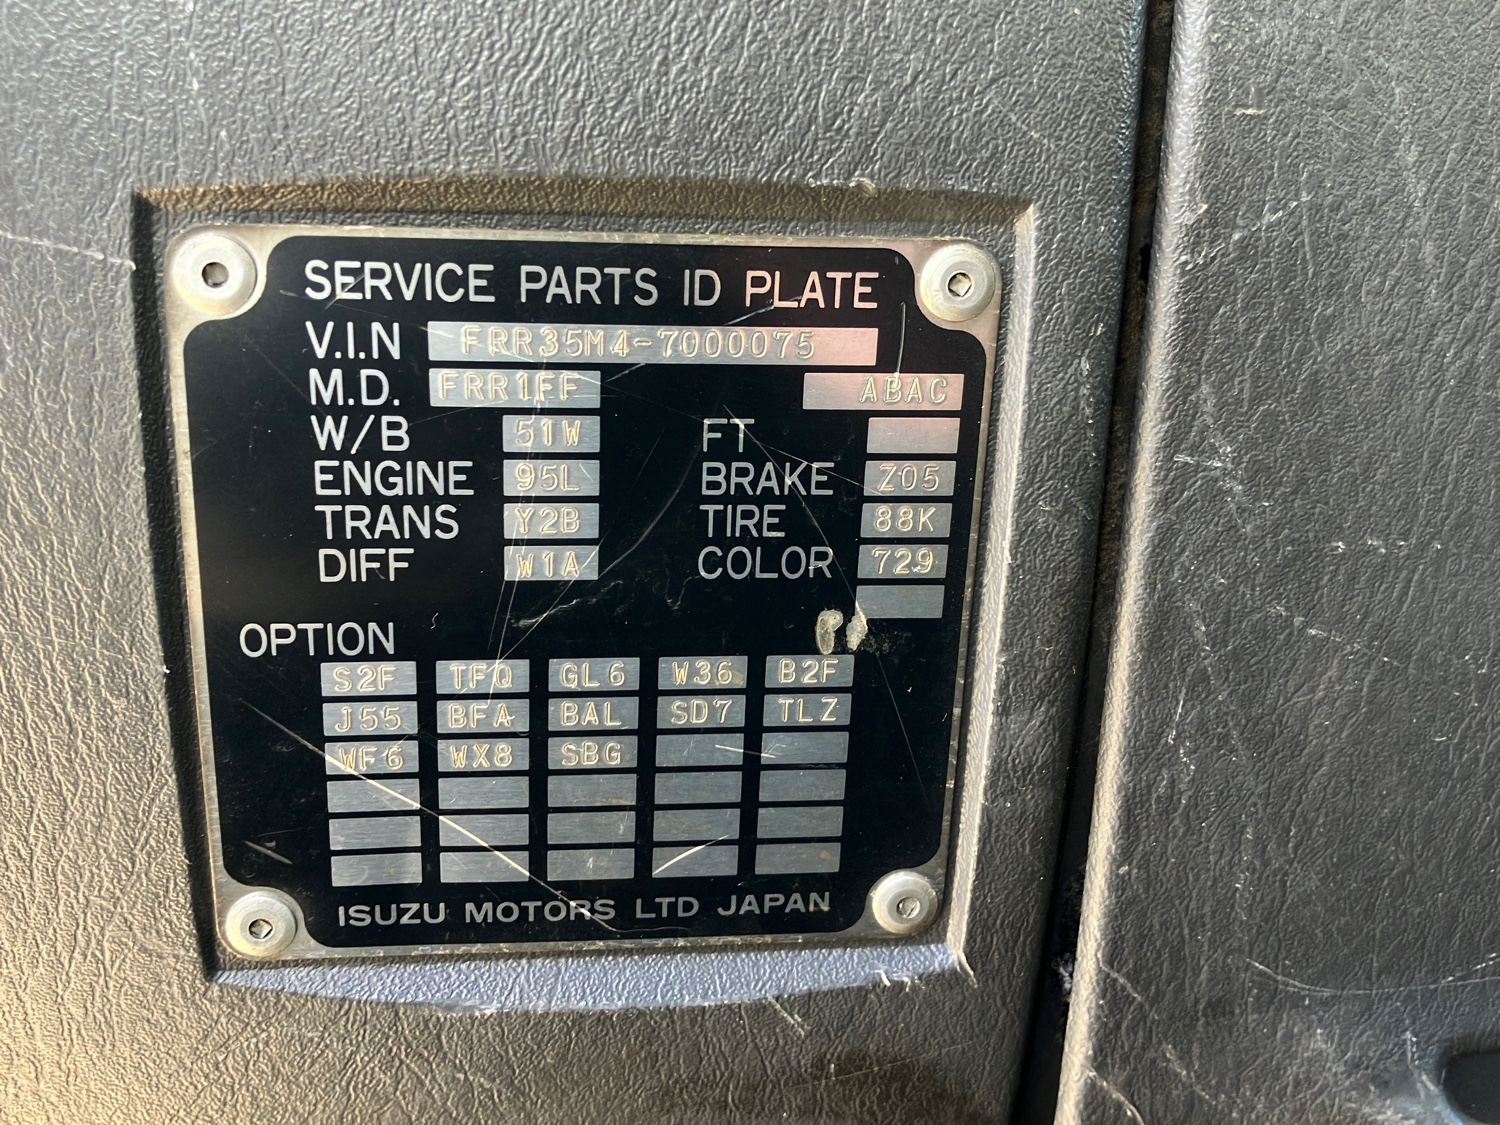 SERVICE PARTS ID PLATE
V.I.N FRR35M4-7000075
M.D. FRR1FF ABAC
W/B 51W FT
ENGINE 95L BRAKE Z05
TRANS Y2B TIRE 88K
DIFF W1A COLOR 729
OPTION
S2F TFQ GL6 W36 B2F
J55 BFA BAL SD7 TLZ
WF6 WX8 SBG
ISUZU MOTORS LTD JAPAN